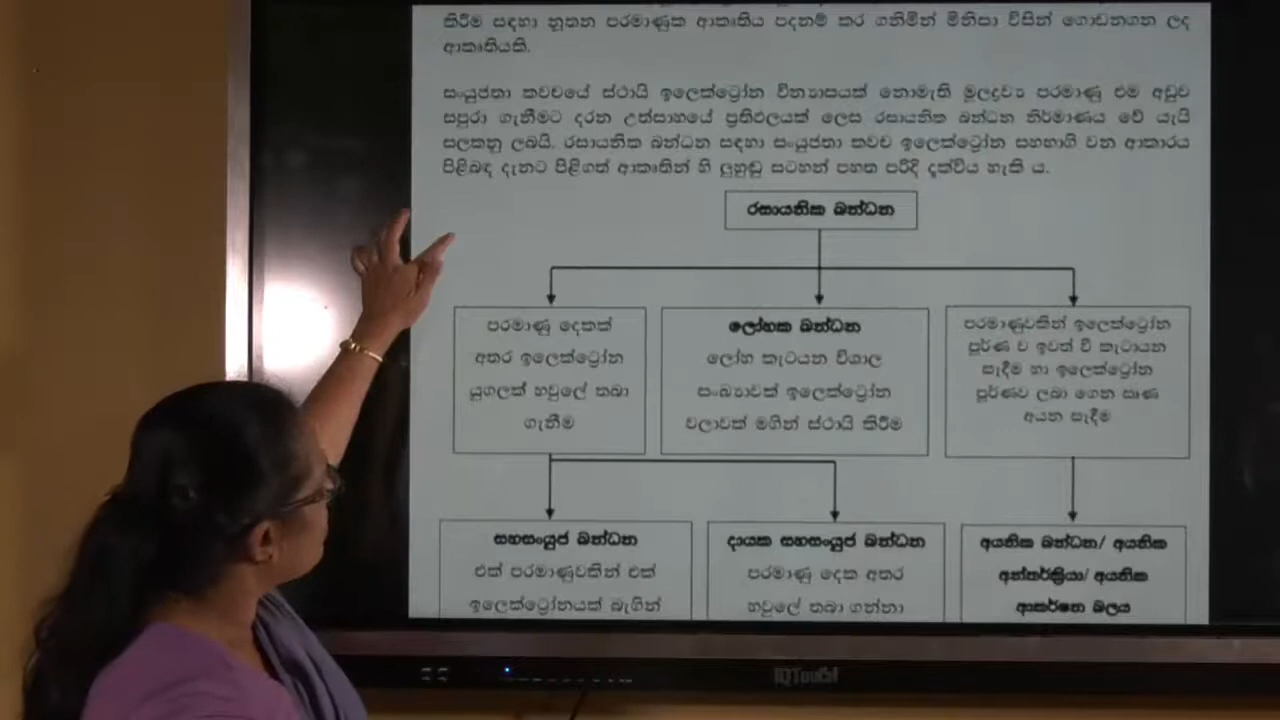 කිරීම සඳහා නූතන පරමාණුක ආකෘතිය පදනම් කර ගනිමින් මිනිසා විසින් ගොඩනගන ලද
ආකෘතියකි.
සංයුජතා කවචයේ ස්ථායි ඉලෙක්ට්‍රෝන වින්‍යාසයක් නොමැති මූලද්‍රව්‍ය පරමාණු එම අඩුව
සපුරා ගැනීමට දරන උත්සාහයේ ප්‍රතිඵලයක් ලෙස රසායනික බන්ධන නිර්මාණය වේ යැයි
සලකනු ලබයි. රසායනික බන්ධන සඳහා සංයුජතා කවච ඉලෙක්ට්‍රෝන සහභාගි වන ආකාරය
පිළිබඳ දැනට පිළිගත් ආකෘතින් හි ලුහුඬු සටහන් පහත පරිදි දැක්විය හැකි ය.
රසායනික බන්ධන
පරමාණු දෙකක්
අතර ඉලෙක්ට්‍රෝන
යුගලක් හවුලේ තබා
ගැනීම
ලෝහක බන්ධන
ලෝහ කැටයන විශාල
සංඛ්‍යාවක් ඉලෙක්ට්‍රෝන
වලාවක් මගින් ස්ථායි කිරීම
පරමාණුවකින් ඉලෙක්ට්‍රෝන
පූර්ණ ව ඉවත් වී කැටායන
සෑදීම හා ඉලෙක්ට්‍රෝන
පූර්ණව ලබා ගෙන ඍණ
අයන සෑදීම
සහසංයුජ බන්ධන
එක් පරමාණුවකින් එක්
ඉලෙක්ට්‍රෝනයක් බැගින්
දායක සහසංයුජ බන්ධන
පරමාණු දෙක අතර
හවුලේ තබා ගන්නා
අයනික බන්ධන/ අයනික
අන්තර්ක්‍රියා/ අයනික
ආකර්ෂන බලය
IQTouch